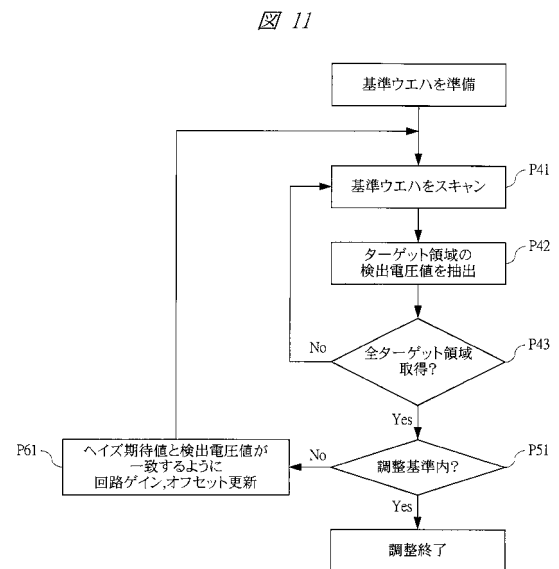 図 11
基準ウエハを準備
基準ウエハをスキャン
P41
ターゲット領域の
検出電圧値を抽出
P42
全ターゲット領域
取得?
P43
No
Yes
調整基準内?
P51
No
ヘイズ期待値と検出電圧値が
一致するように
回路ゲイン,オフセット更新
P61
Yes
調整終了